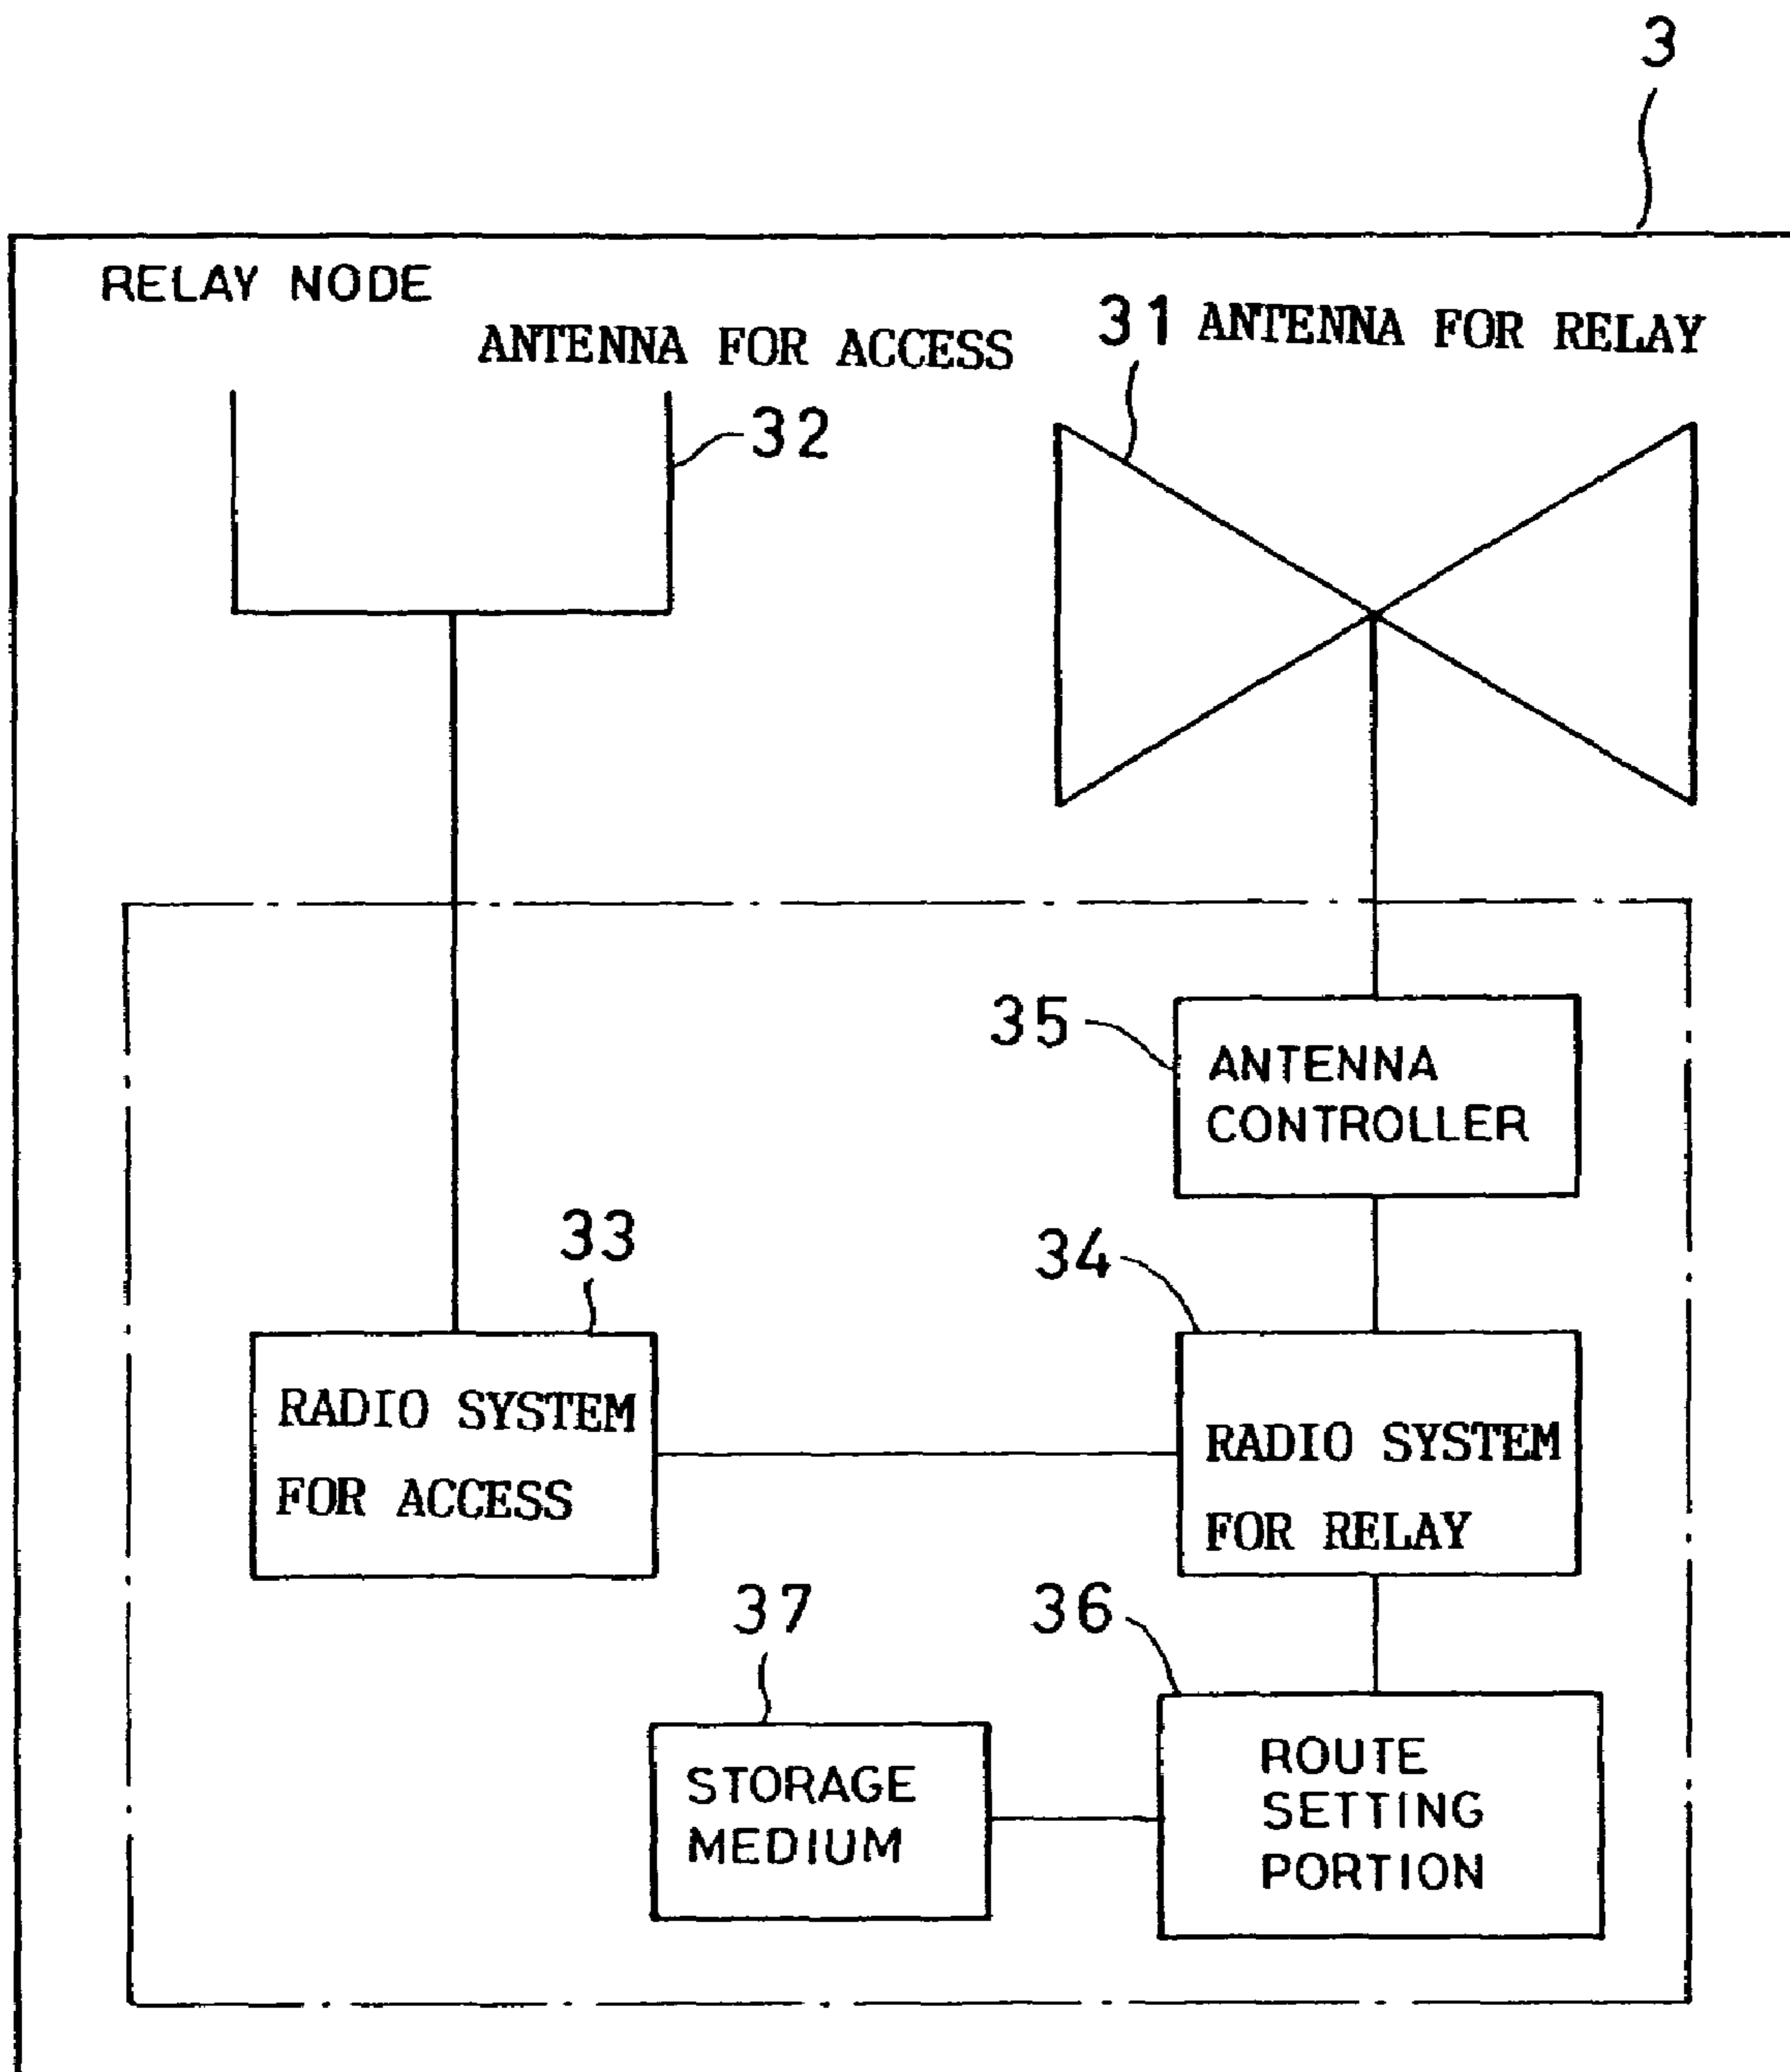 3
RELAY NODE
ANTENNA FOR ACCESS
31 ANTENNA FOR RELAY
32
35
ANTENNA
CONTROLLER
33
34
RADIO SYSTEM
FOR ACCESS
RADIO SYSTEM
FOR RELAY
37
36
STORAGE
MEDIUM
ROUTE
SETTING
PORTION